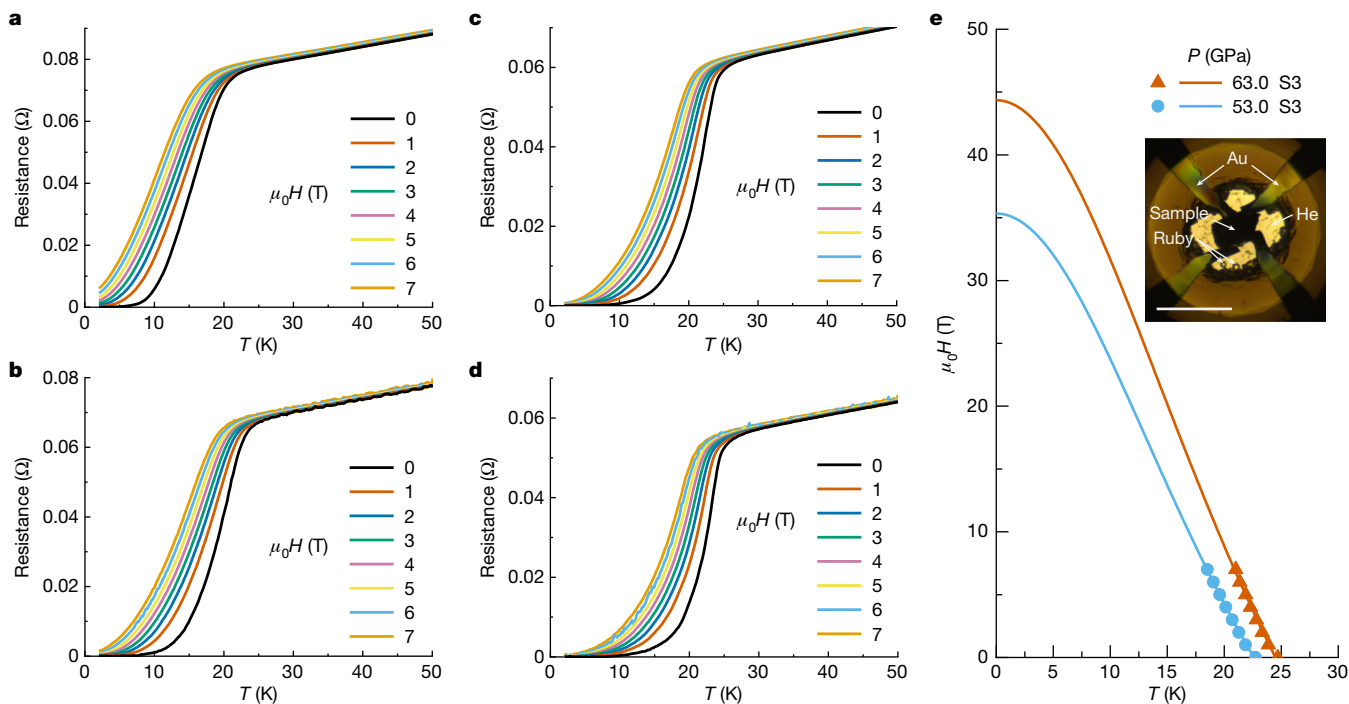 a
Resistance (Ω)
0.08
0.06
0.04
0.02
0
0 10 20 30 40 50
T (K)
μ0H (T)
0
1
2
3
4
5
6
7
c
Resistance (Ω)
0.06
0.04
0.02
0
0 10 20 30 40 50
T (K)
μ0H (T)
0
1
2
3
4
5
6
7
b
Resistance (Ω)
0.08
0.06
0.04
0.02
0
0 10 20 30 40 50
T (K)
μ0H (T)
0
1
2
3
4
5
6
7
d
Resistance (Ω)
0.06
0.04
0.02
0
0 10 20 30 40 50
T (K)
μ0H (T)
0
1
2
3
4
5
6
7
e
μ0H (T)
50
45
40
35
30
25
20
15
10
5
0
0 5 10 15 20 25 30
T (K)
P (GPa)
63.0 S3
53.0 S3
Au
Sample
He
Ruby